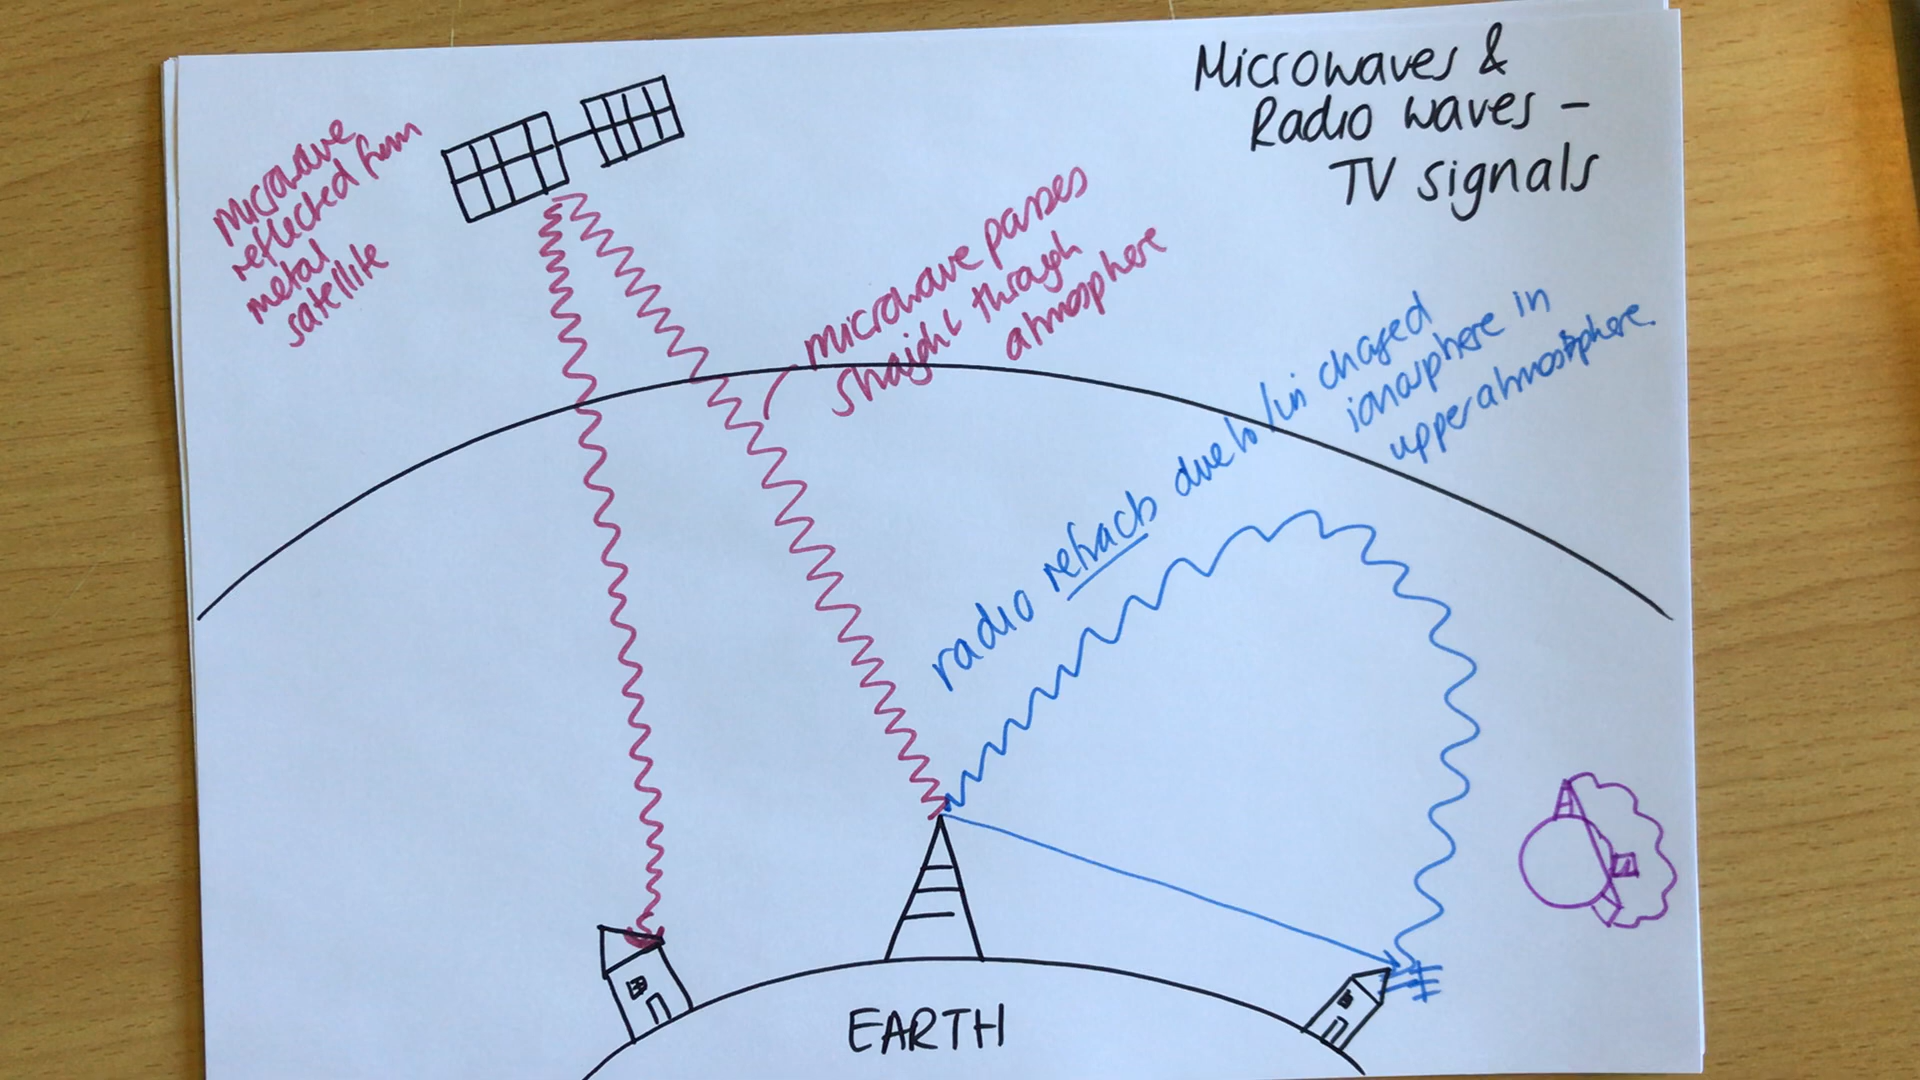 Microwaves &
Radio waves -
TV signals
Microwave
reflected from
metal
satellite
microwave passes
straight through
atmosphere
radio refracts due to/in charged
ionosphere in
upper atmosphere.
EARTH